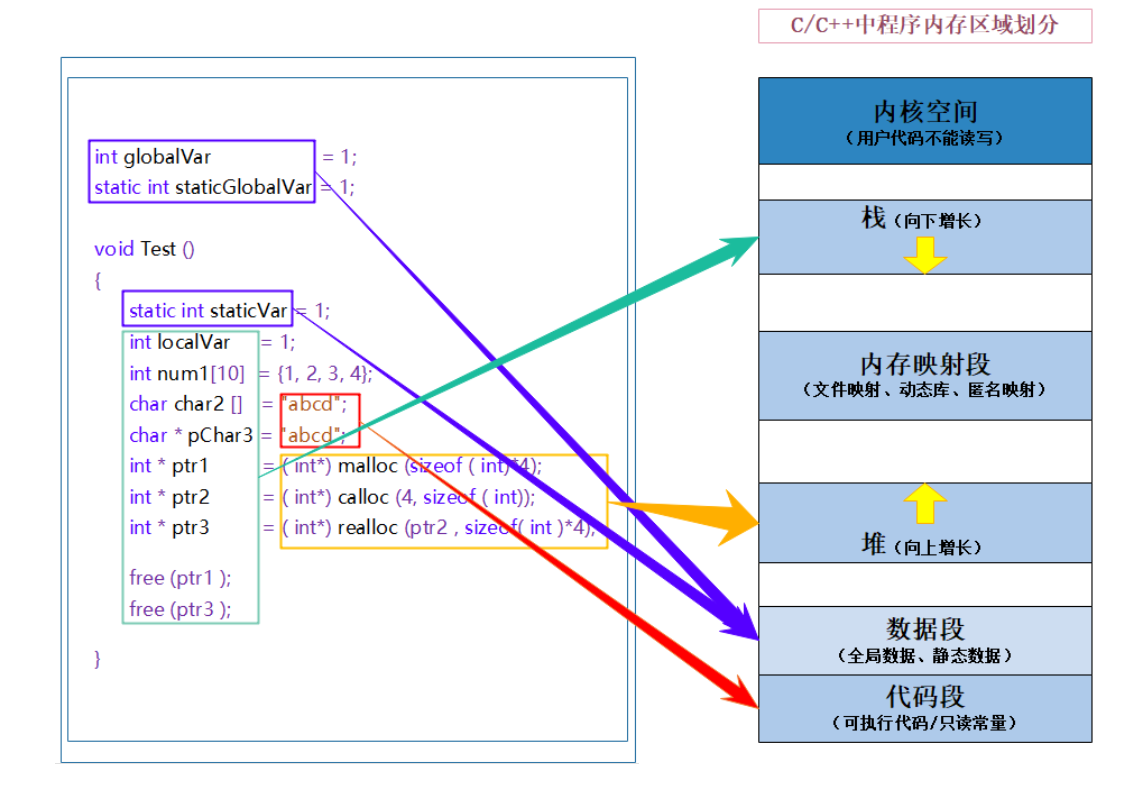 C/C++中程序内存区域划分
int globalVar = 1;
static int staticGlobalVar = 1;
void Test ()
{
static int staticVar = 1;
int localVar = 1;
int num1[10] = {1, 2, 3, 4};
char char2 [] = "abcd";
char * pChar3 = "abcd";
int * ptr1 = ( int*) malloc (sizeof ( int)*4);
int * ptr2 = ( int*) calloc (4, sizeof ( int));
int * ptr3 = ( int*) realloc (ptr2 , sizeof( int )*4);
free (ptr1 );
free (ptr3 );
}
内核空间
（用户代码不能读写）
栈（向下增长）
内存映射段
（文件映射、动态库、匿名映射）
堆（向上增长）
数据段
（全局数据、静态数据）
代码段
（可执行代码/只读常量）